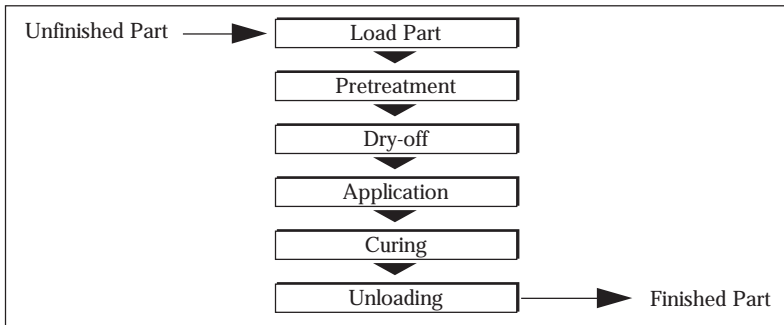 Unfinished Part
Load Part
Pretreatment
Dry-off
Application
Curing
Unloading
Finished Part